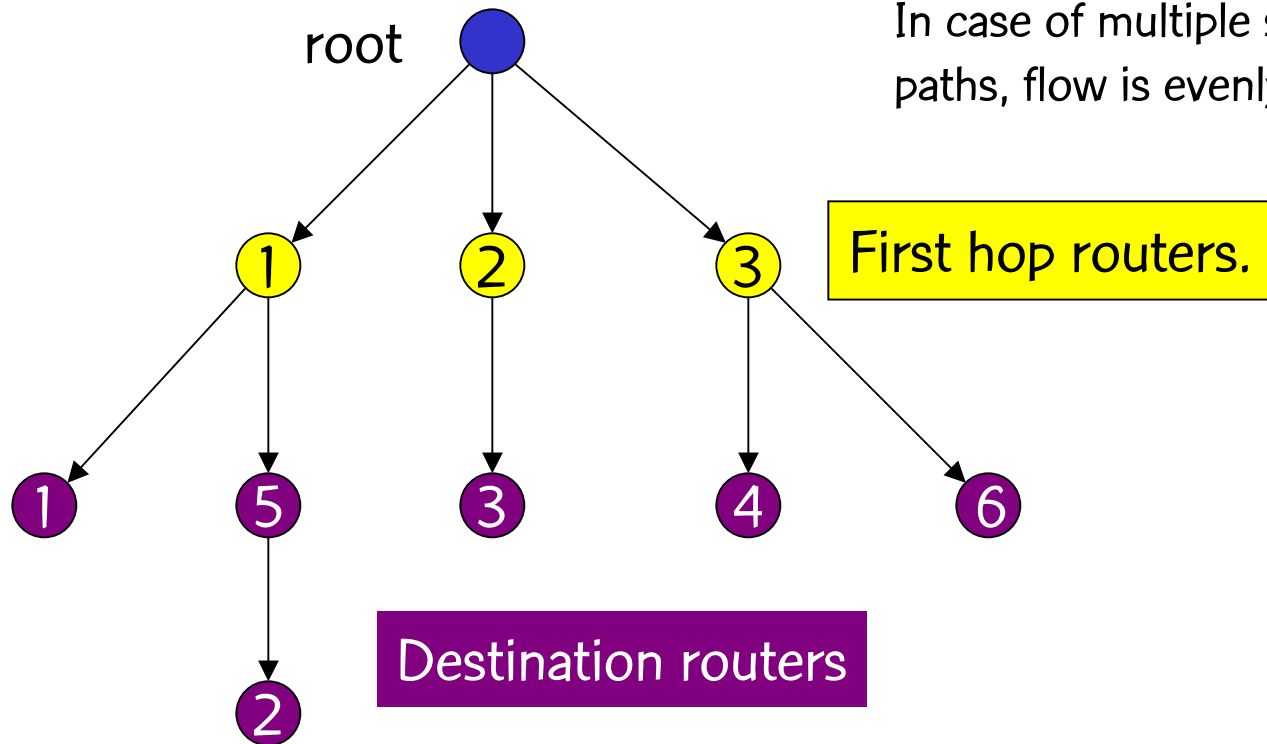 root
In case of multiple
paths, flow is
1
2
3
First hop routers.
1
5
3
4
6
Destination routers
2